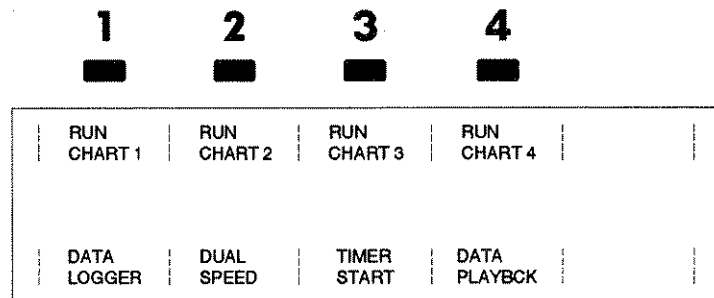 1 2 3 4
RUN RUN RUN RUN
CHART 1 CHART 2 CHART 3 CHART 4
DATA DUAL TIMER DATA
LOGGER SPEED START PLAYBCK